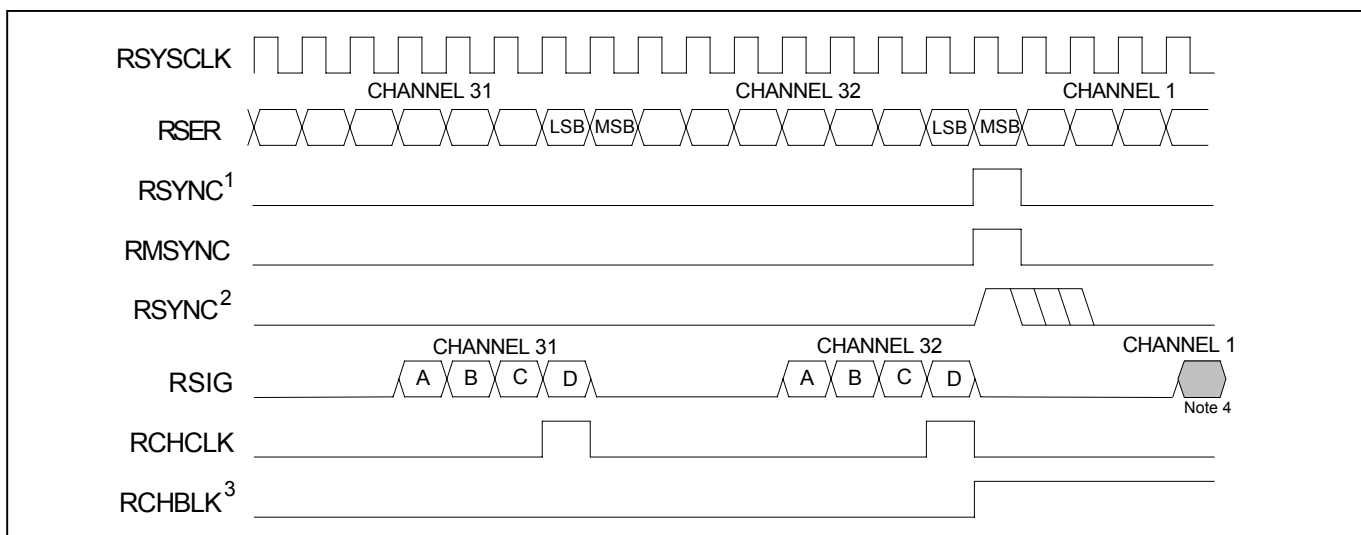 RSYSCLK
CHANNEL 31 CHANNEL 32 CHANNEL 1
RSER LSB MSB LSB MSB
RSYNC1
RMSYNC
RSYNC2
CHANNEL 31 CHANNEL 32 CHANNEL 1
RSIG A B C D A B C D
Note 4
RCHCLK
RCHBLK3